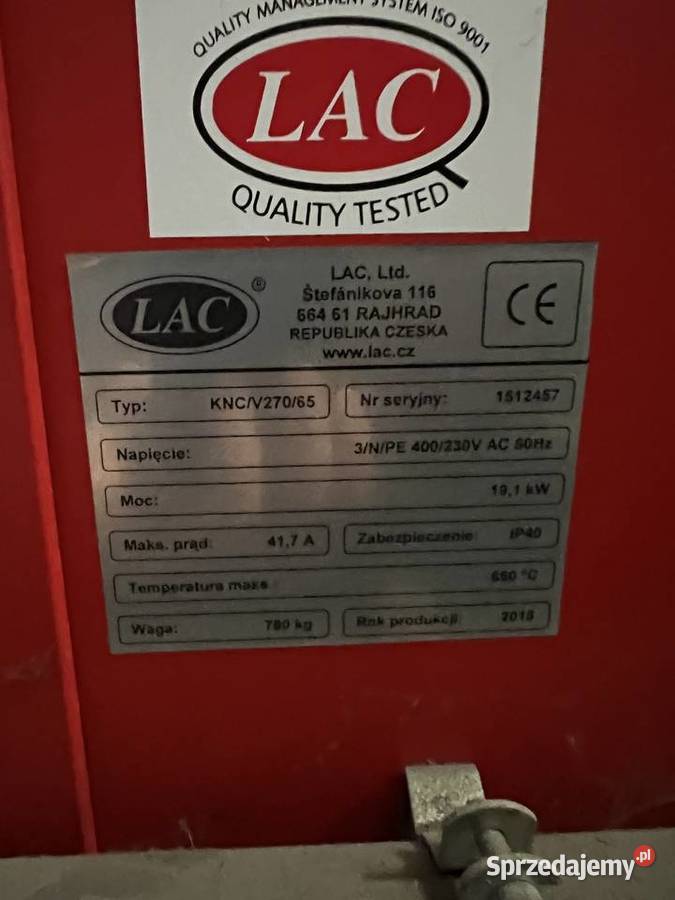 QUALITY MANAGEMENT SYSTEM ISO 9001
LAC
QUALITY TESTED
LAC ®
LAC, Ltd.
Štefánikova 116
664 61 RAJHRAD
REPUBLIKA CZESKA
www.lac.cz
CE
Typ: KNC/V270/65 Nr seryjny: 1512457
Napięcie: 3/N/PE 400/230V AC 50Hz
Moc: 19,1 kW
Maks. prąd: 41,7 A Zabezpieczenie: IP40
Temperatura maks: 650 °C
Waga: kg Rok produkcji:
Sprzedajemy.pl